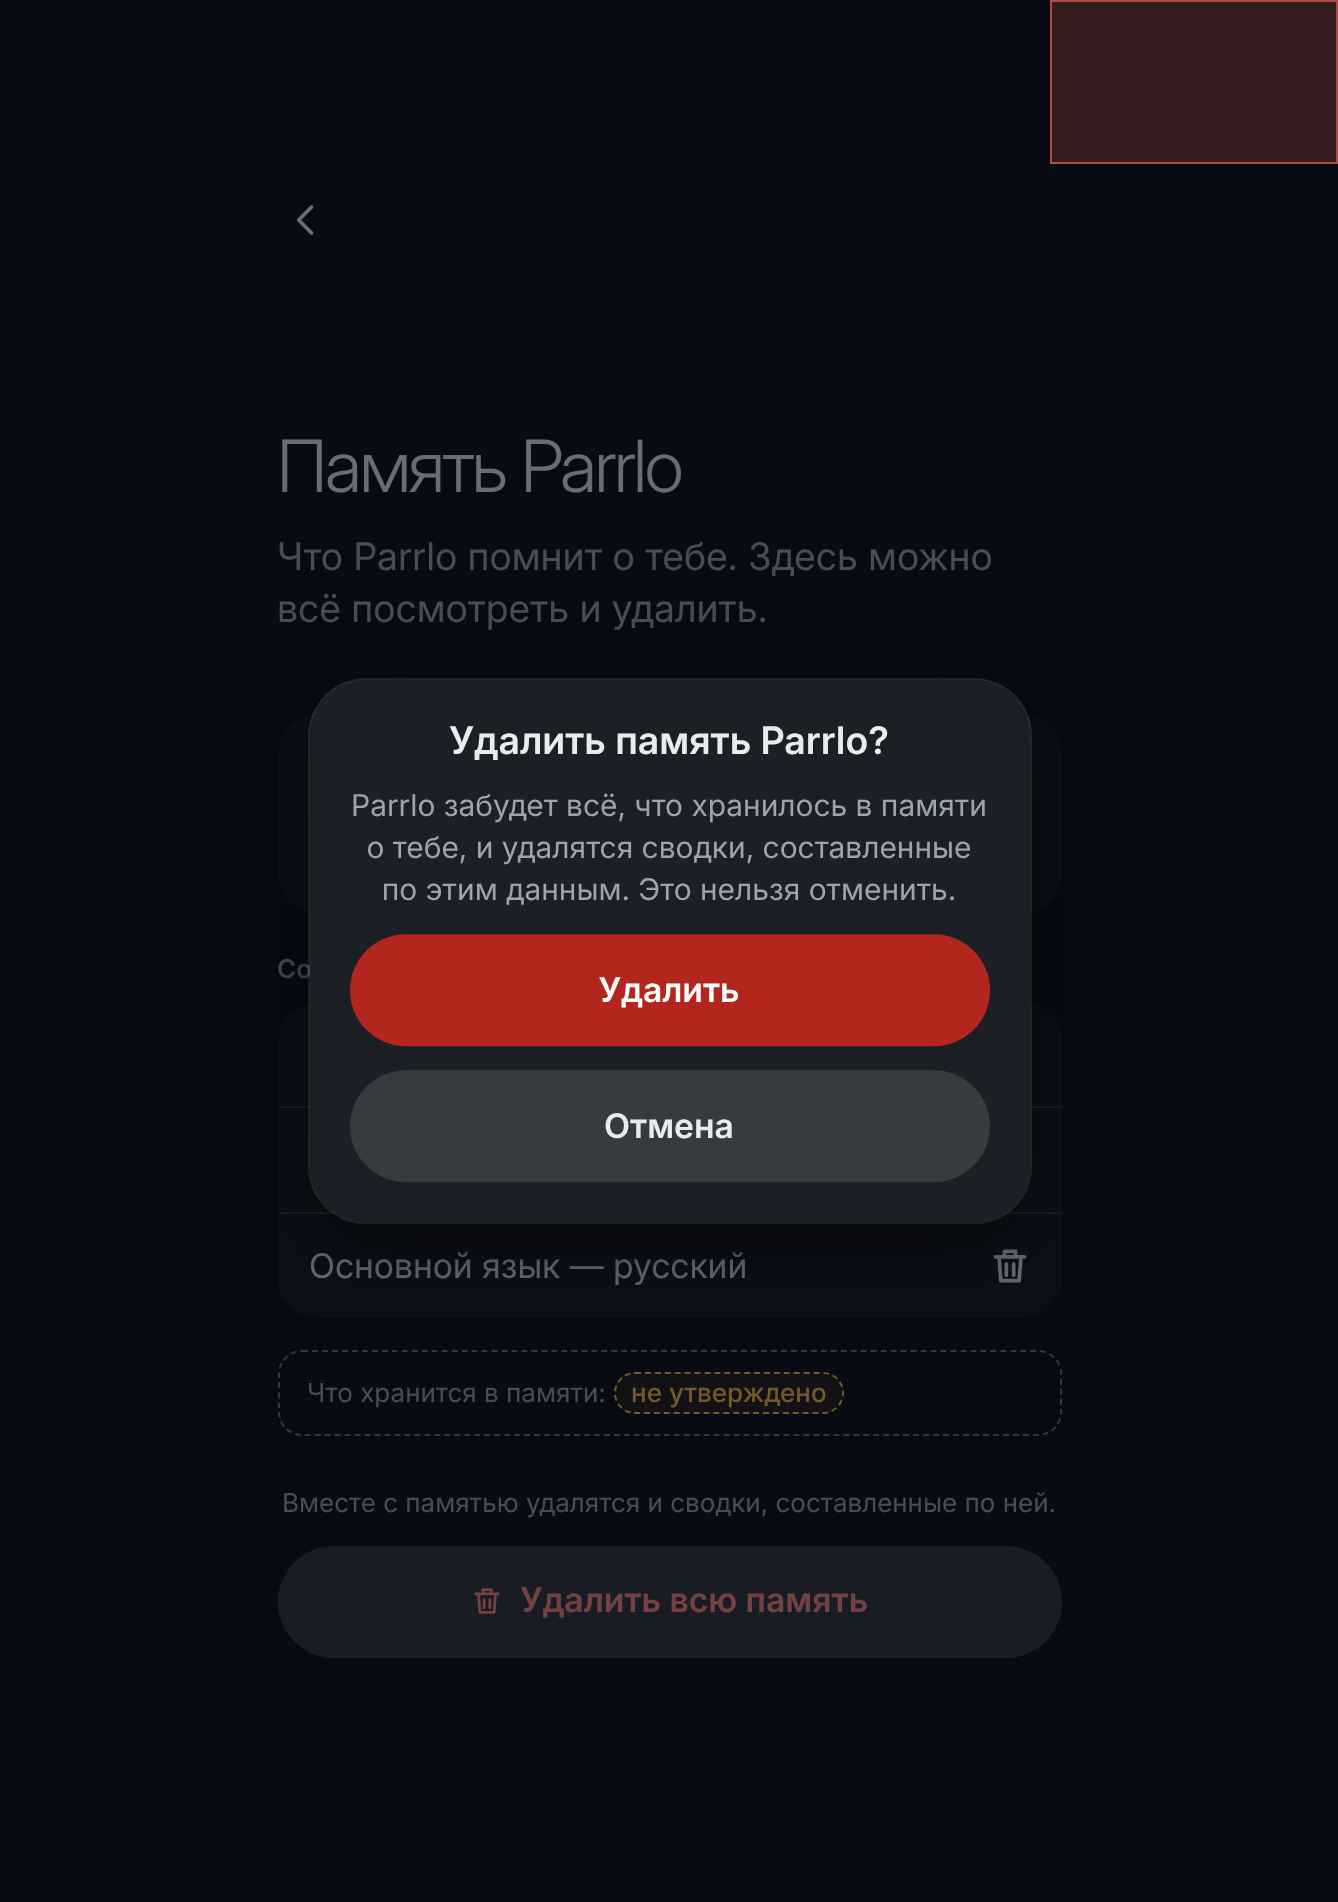 Память Parrlo
Что Parrlo помнит о тебе. Здесь можно
всё посмотреть и удалить.
Удалить память Parrlo?
Parrlo забудет всё, что хранилось в памяти
о тебе, и удалятся сводки, составленные
по этим данным. Это нельзя отменить.
Удалить
Отмена
Основной язык — русский
Что хранится в памяти: не утверждено
Вместе с памятью удалятся и сводки, составленные по ней.
Удалить всю память